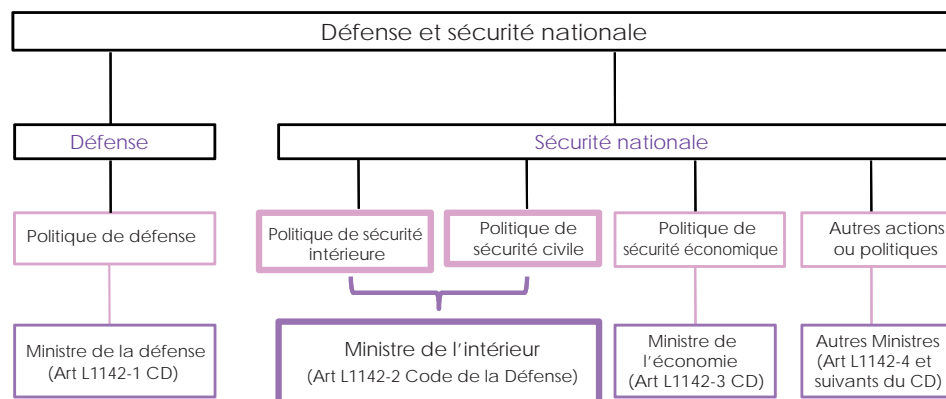 Défense et sécurité nationale
Défense
Sécurité nationale
Politique de défense
Politique de sécurité
intérieure
Politique de
sécurité civile
Politique de
sécurité économique
Autres actions
ou politiques
Ministre de la défense
(Art L1142-1 CD)
Ministre de l'intérieur
(Art L1142-2 Code de la Défense)
Ministre de
l'économie
(Art L1142-3 CD)
Autres Ministres
(Art L1142-4 et
suivants du CD)